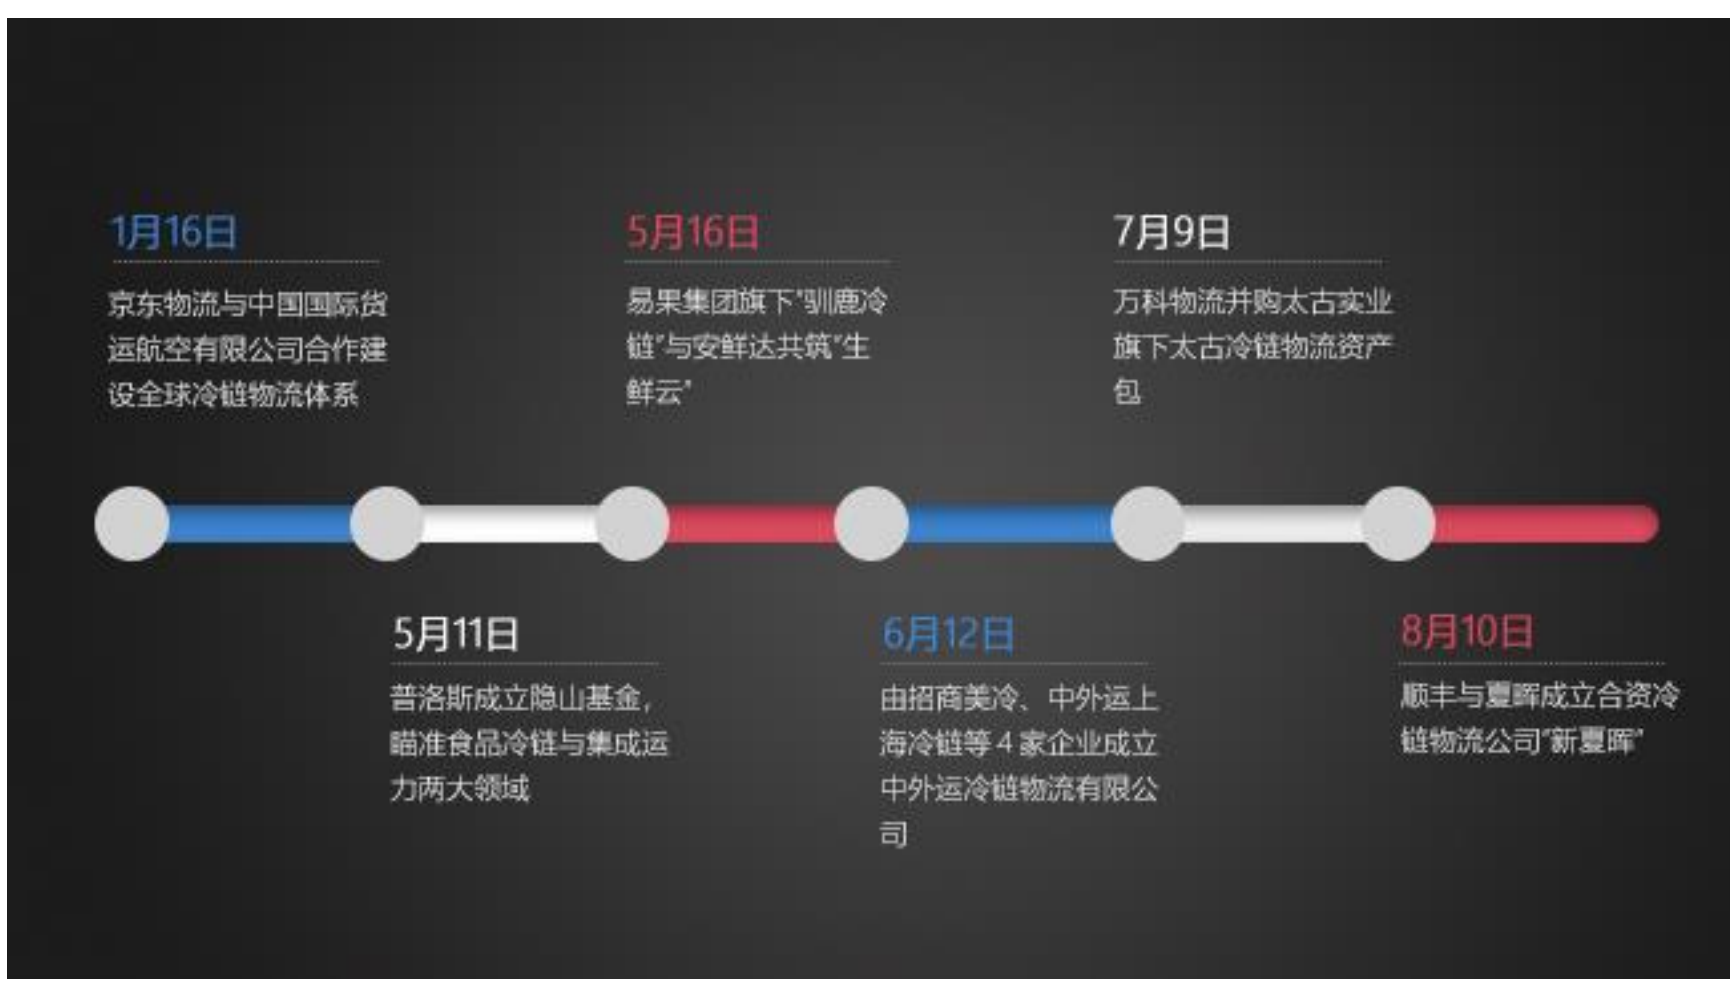 1月16日
京东物流与中国国际货
运航空有限公司合作建
设全球冷链物流体系
5月16日
易果集团旗下"驯鹿冷
链"与安鲜达共筑"生
鲜云"
7月9日
万科物流并购太古实业
旗下太古冷链物流资产
包
5月11日
普洛斯成立隐山基金，
瞄准食品冷链与集成运
力两大领域
6月12日
由招商美冷、中外运上
海冷链等4家企业成立
中外运冷链物流有限公
司
8月10日
顺丰与夏晖成立合资冷
链物流公司"新夏晖"